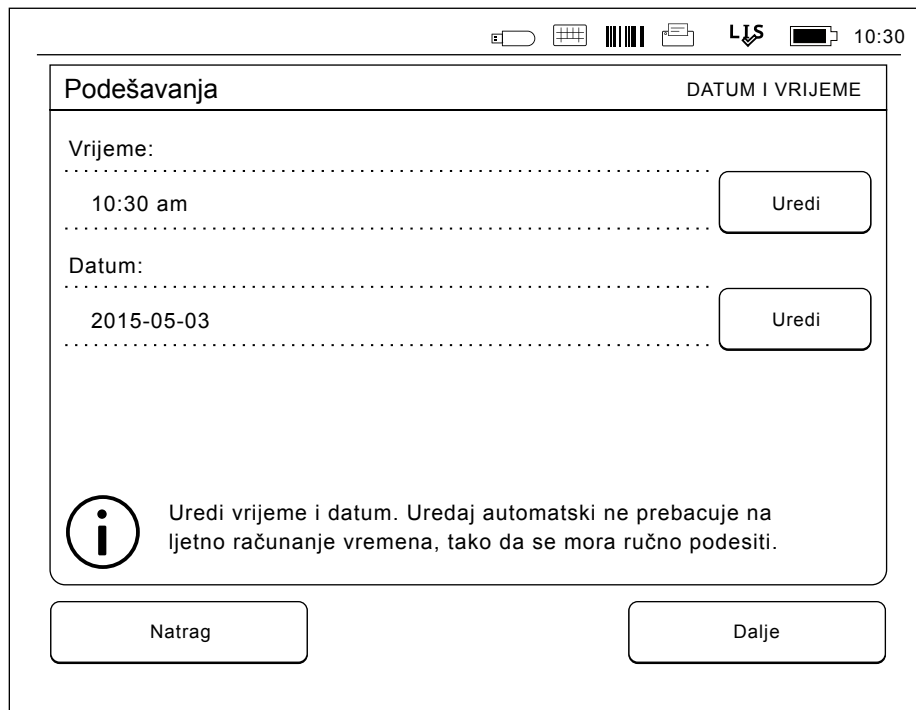 LIS 10:30
Podešavanja DATUM I VRIJEME
Vrijeme:
10:30 am Uredi
Datum:
2015-05-03 Uredi
Uredi vrijeme i datum. Uredaj automatski ne prebacuje na
ljetno računanje vremena, tako da se mora ručno podesiti.
Natrag Dalje